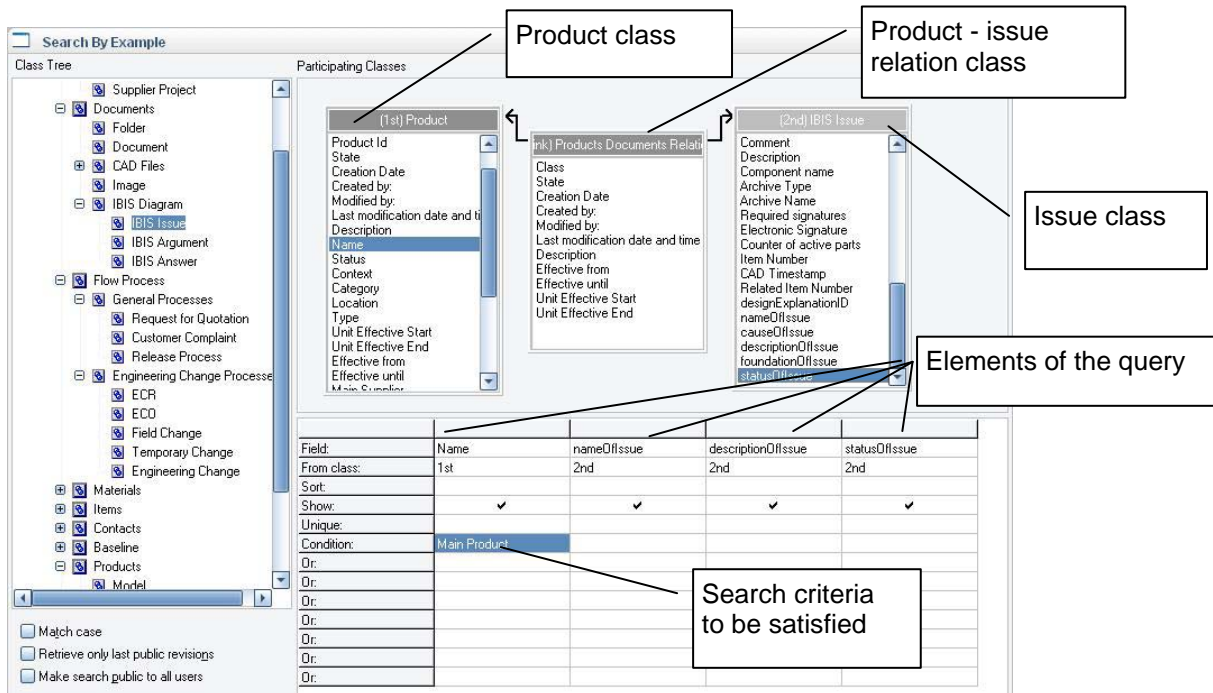 Product class
Product - issue
relation class
Search By Example
Class Tree
Participating Classes
Supplier Project
Documents
Folder
Document
CAD Files
Image
IBIS Diagram
IBIS Issue
IBIS Argument
IBIS Answer
Flow Process
General Processes
Request for Quotation
Customer Complaint
Release Process
Engineering Change Processe
ECR
ECO
Field Change
Temporary Change
Engineering Change
Materials
Items
Contacts
Baseline
Products
Model
Match case
Retrieve only last public revisions
Make search public to all users
(1st) Product
Product Id
State
Creation Date
Created by:
Modified by:
Last modification date and ti
Description
Name
Status
Context
Category
Location
Type
Unit Effective Start
Unit Effective End
Effective from
Effective until
Main Supplier
ink) Products Documents Relati
Class
State
Creation Date
Created by:
Modified by:
Last modification date and time
Description
Effective from
Effective until
Unit Effective Start
Unit Effective End
(2nd) IBIS Issue
Comment
Description
Component name
Archive Type
Archive Name
Required signatures
Electronic Signature
Counter of active parts
Item Number
CAD Timestamp
Related Item Number
designExplanationID
nameOfIssue
causeOfIssue
descriptionOfIssue
foundationOfIssue
statusOfIssue
Issue class
Elements of the query
Field: Name nameOfIssue descriptionOfIssue statusOfIssue
From class: 1st 2nd 2nd 2nd
Sort:
Show: ✔ ✔ ✔ ✔
Unique:
Condition: Main Product
Or:
Or:
Or:
Or:
Or:
Or:
Or:
Search criteria
to be satisfied